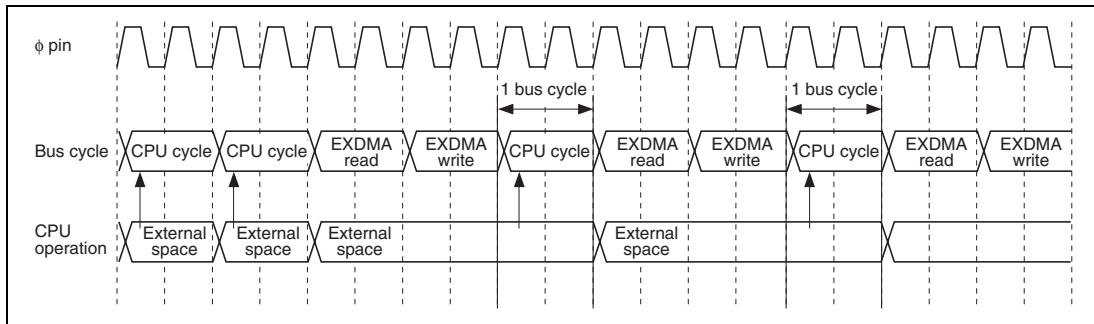 φ pin
1 bus cycle 1 bus cycle
Bus cycle CPU cycle CPU cycle EXDMA read EXDMA write CPU cycle EXDMA read EXDMA write CPU cycle EXDMA read EXDMA write
CPU operation External space External space External space External space